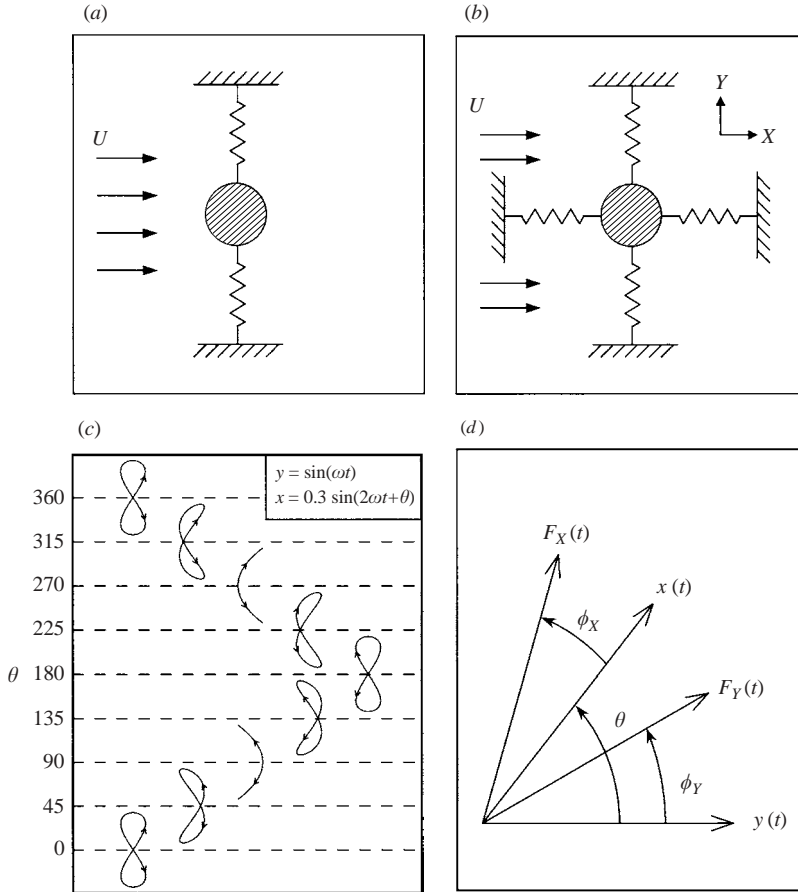 (a)
U
(b)
U
Y
X
(c)
y = sin(ωt)
x = 0.3 sin(2ωt+θ)
360
315
270
225
θ 180
135
90
45
0
(d)
F_X(t)
x(t)
ϕ_X
F_Y(t)
θ
ϕ_Y
y(t)